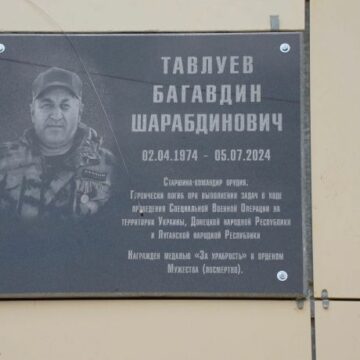 ТАВЛУЕВ
БАГАВДИН
ШАРАБДИНОВИЧ
02.04.1974 - 05.07.2024
Старшина-командир орудия.
Героически погиб при выполнении задач в ходе
проведения Специальной Военной Операции на
территории Украины, Донецкой народной Республики
и Луганской народной Республики
Награжден медалью «За храбрость» и орденом
Мужества (посмертно).